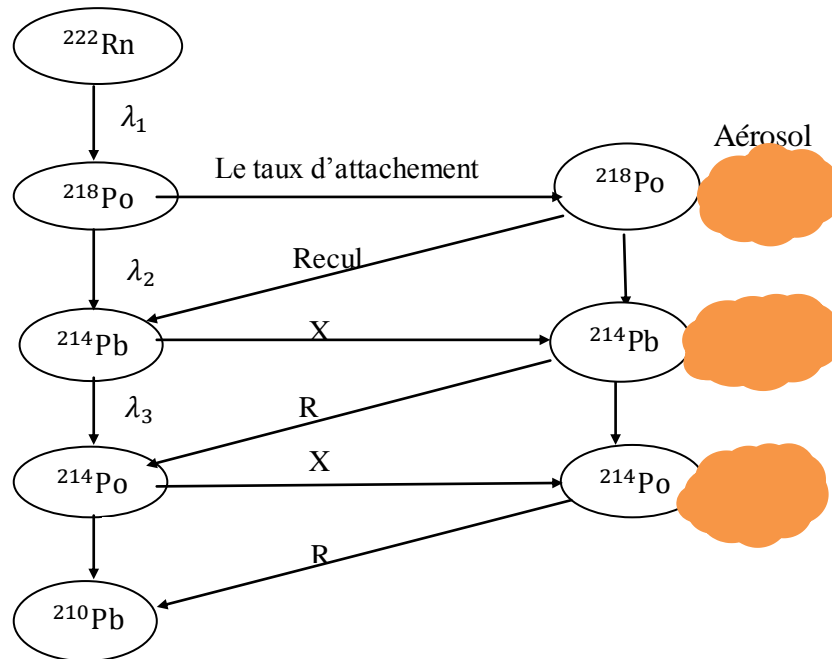 ²²²Rn
λ₁
Aérosol
Le taux d'attachement
²¹⁸Po
²¹⁸Po
Recul
λ₂
X
²¹⁴Pb
²¹⁴Pb
λ₃
R
X
²¹⁴Po
²¹⁴Po
R
²¹⁰Pb